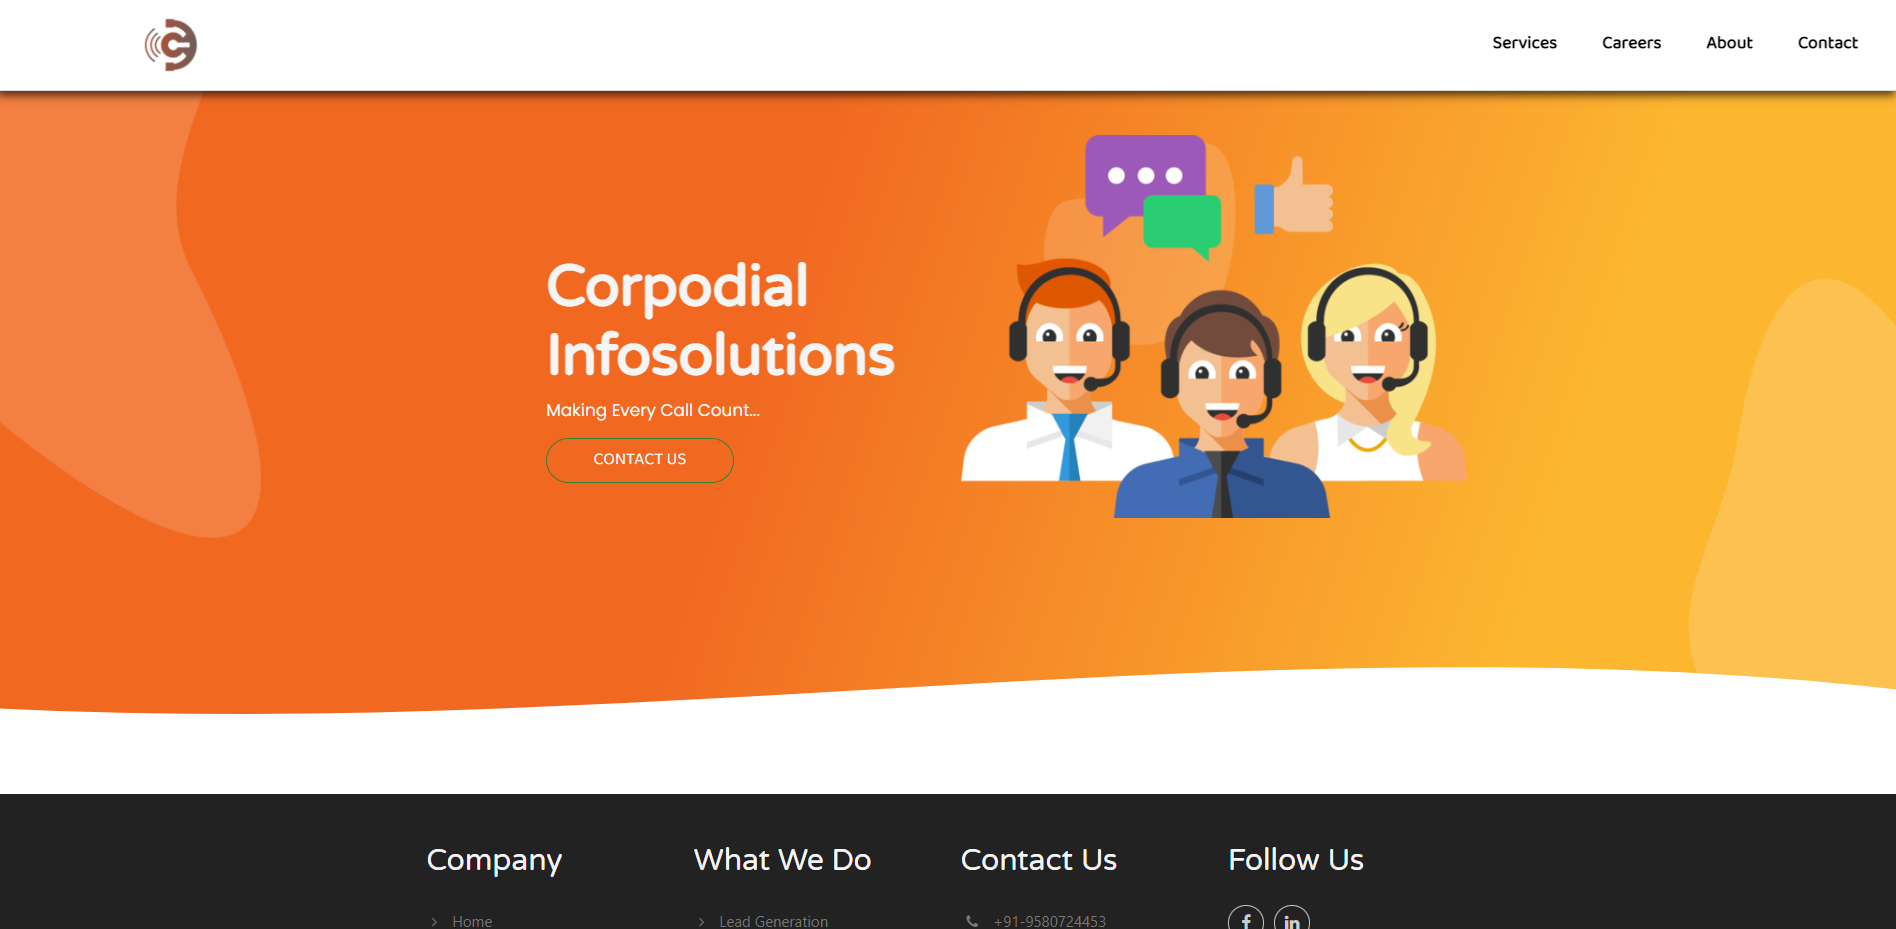 Services
Careers
About
Contact
Corpodial
Infosolutions
Making Every Call Count...
CONTACT US
Company
What We Do
Contact Us
Follow Us
Home
Lead Generation
+91-9580724453